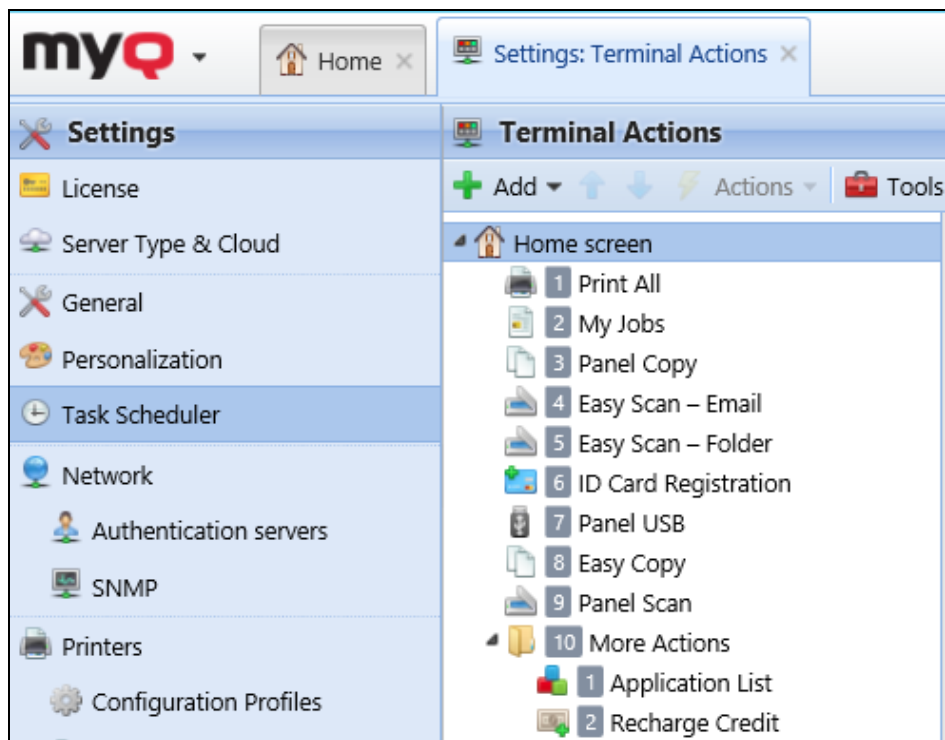 myQ
Home
Settings: Terminal Actions
Settings
License
Server Type & Cloud
General
Personalization
Task Scheduler
Network
Authentication servers
SNMP
Printers
Configuration Profiles
Terminal Actions
Add Actions Tools
Home screen
1 Print All
2 My Jobs
3 Panel Copy
4 Easy Scan – Email
5 Easy Scan – Folder
6 ID Card Registration
7 Panel USB
8 Easy Copy
9 Panel Scan
10 More Actions
1 Application List
2 Recharge Credit